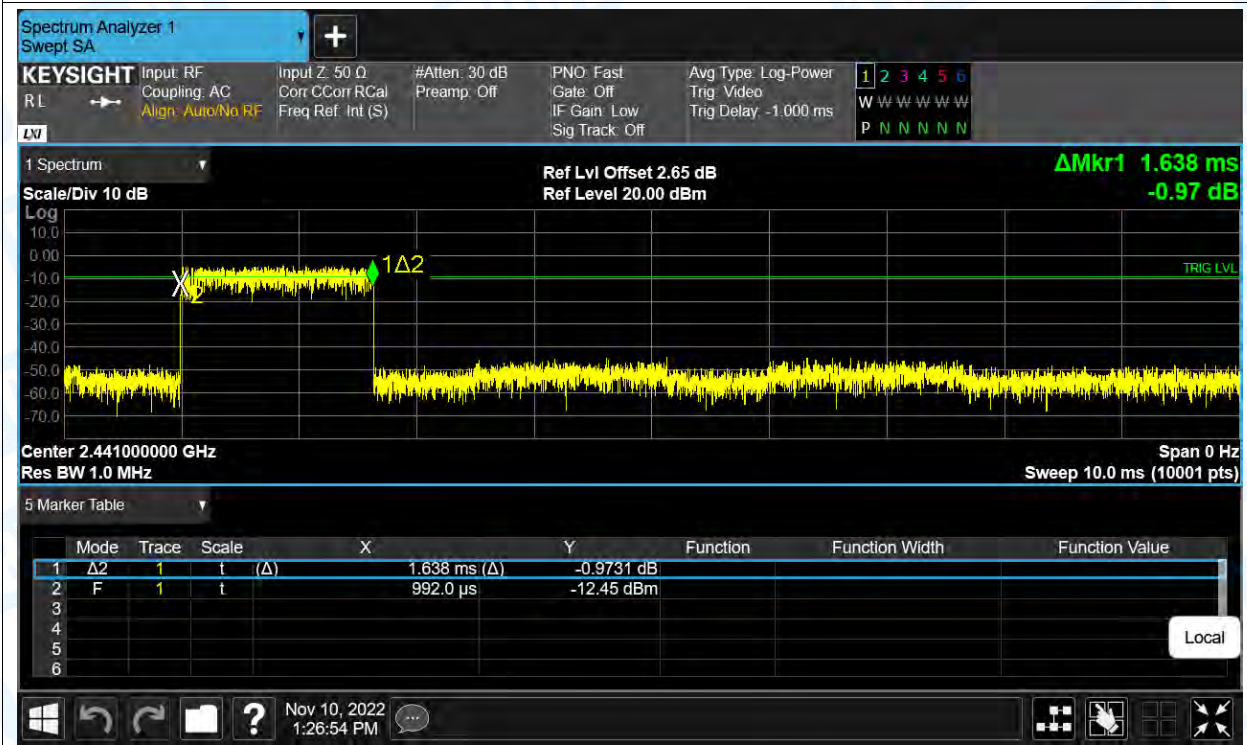 Spectrum Analyzer 1
Swept SA
KEYSIGHT Input: RF Input Z: 50 Ω #Atten: 30 dB PNO: Fast Avg Type: Log-Power 1 2 3 4 5 6
R L Coupling: AC Corr CCorr RCal Preamp: Off Gate: Off Trig: Video W W W W W W
Align: Auto/No RF Freq Ref: Int (S) IF Gain: Low Trig Delay: -1.000 ms
LXI Sig Track: Off P N N N N N
1 Spectrum Ref Lvl Offset 2.65 dB ΔMkr1 1.638 ms
Scale/Div 10 dB Ref Level 20.00 dBm -0.97 dB
Log
10.0
0.00
1Δ2
TRIG LVL
-10.0
X2
-20.0
-30.0
-40.0
-50.0
-60.0
-70.0
Center 2.441000000 GHz Span 0 Hz
Res BW 1.0 MHz Sweep 10.0 ms (10001 pts)
5 Marker Table
Mode Trace Scale X Y Function Function Width Function Value
1 Δ2 1 t (Δ) 1.638 ms (Δ) -0.9731 dB
2 F 1 t 992.0 µs -12.45 dBm
3
4
5
6
Local
? Nov 10, 2022
1:26:54 PM